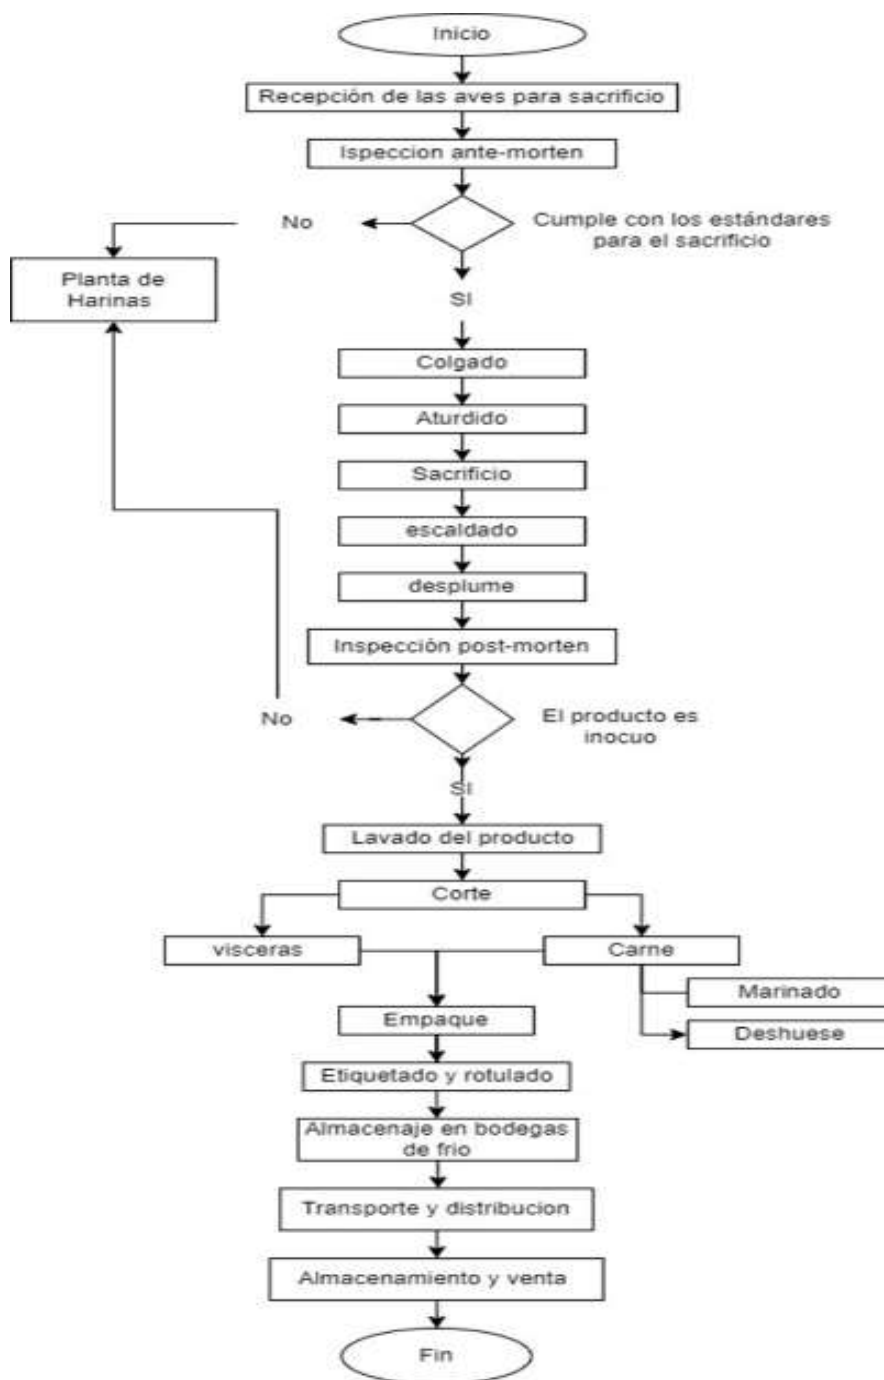 Inicio
Recepción de las aves para sacrificio
Ispeccion ante-morten
No
Cumple con los estándares
para el sacrificio
Planta de
Harinas
SI
Colgado
Aturdido
Sacrificio
escaldado
desplume
Inspección post-morten
No
El producto es
inocuo
SI
Lavado del producto
Corte
visceras
Carne
Marinado
Empaque
Deshuese
Etiquetado y rotulado
Almacenaje en bodegas
de frio
Transporte y distribucion
Almacenamiento y venta
Fin